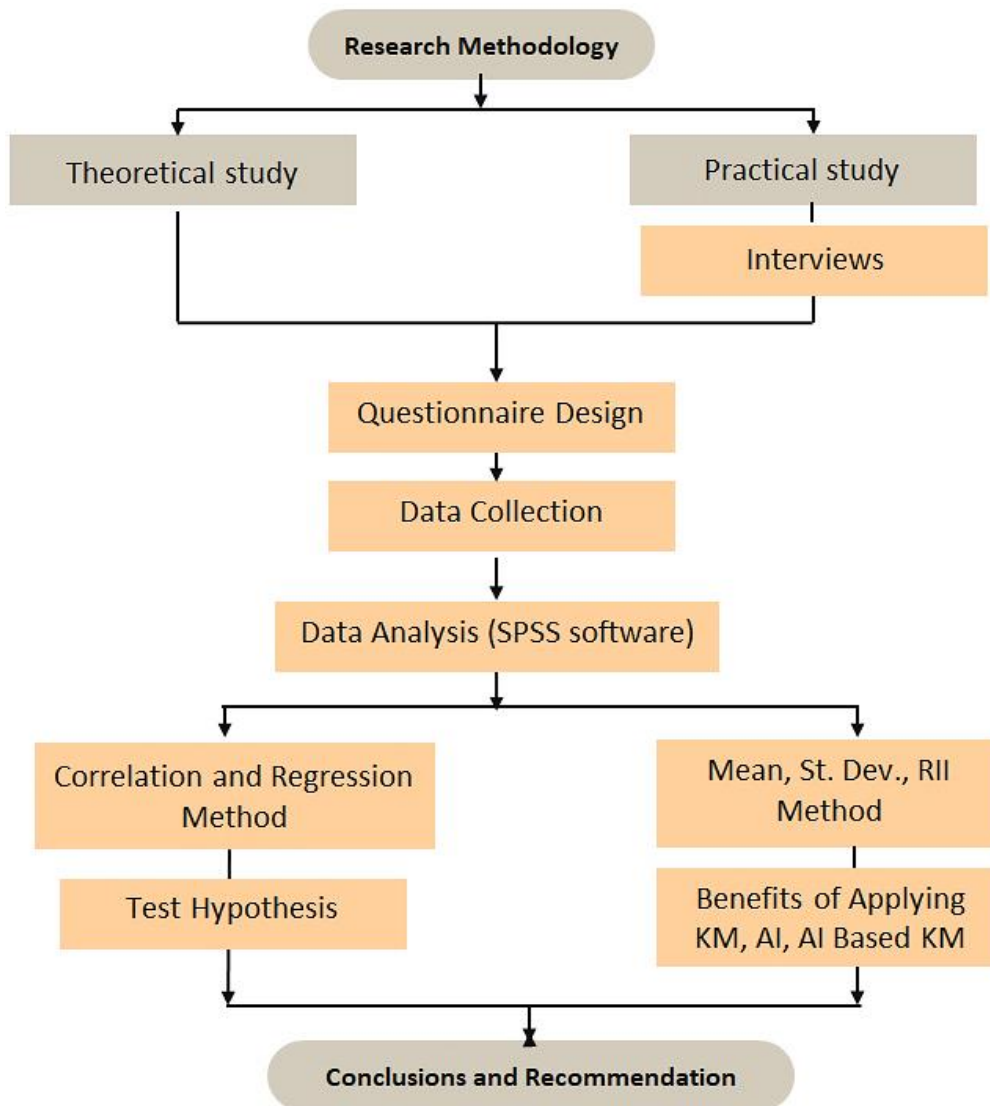 Research Methodology
Theoretical study
Practical study
Interviews
Questionnaire Design
Data Collection
Data Analysis (SPSS software)
Correlation and Regression
Method
Mean, St. Dev., RII
Method
Test Hypothesis
Benefits of Applying
KM, AI, AI Based KM
Conclusions and Recommendation